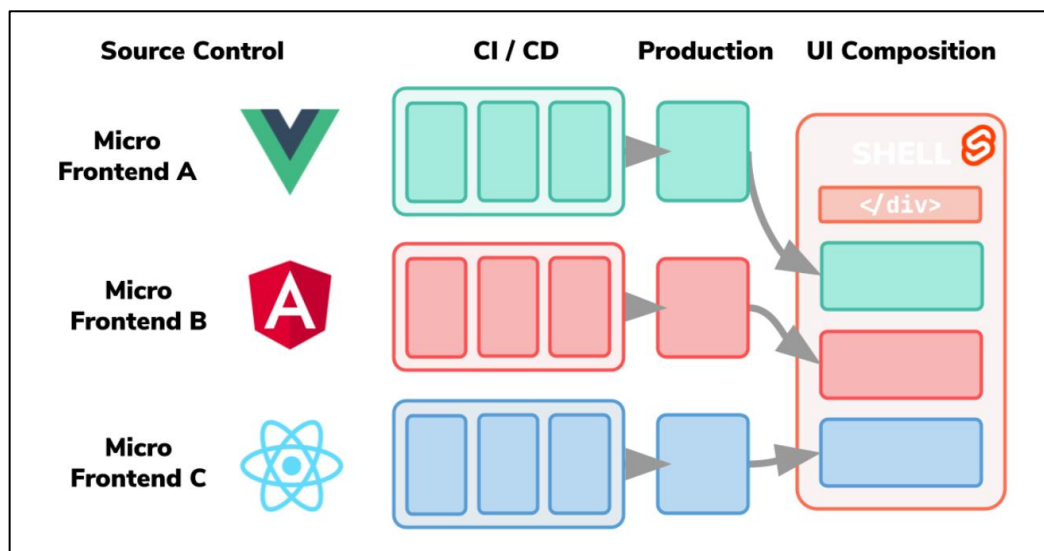 Source Control
CI / CD
Production
UI Composition
Micro
Frontend A
SHELL
</div>
Micro
Frontend B
Micro
Frontend C